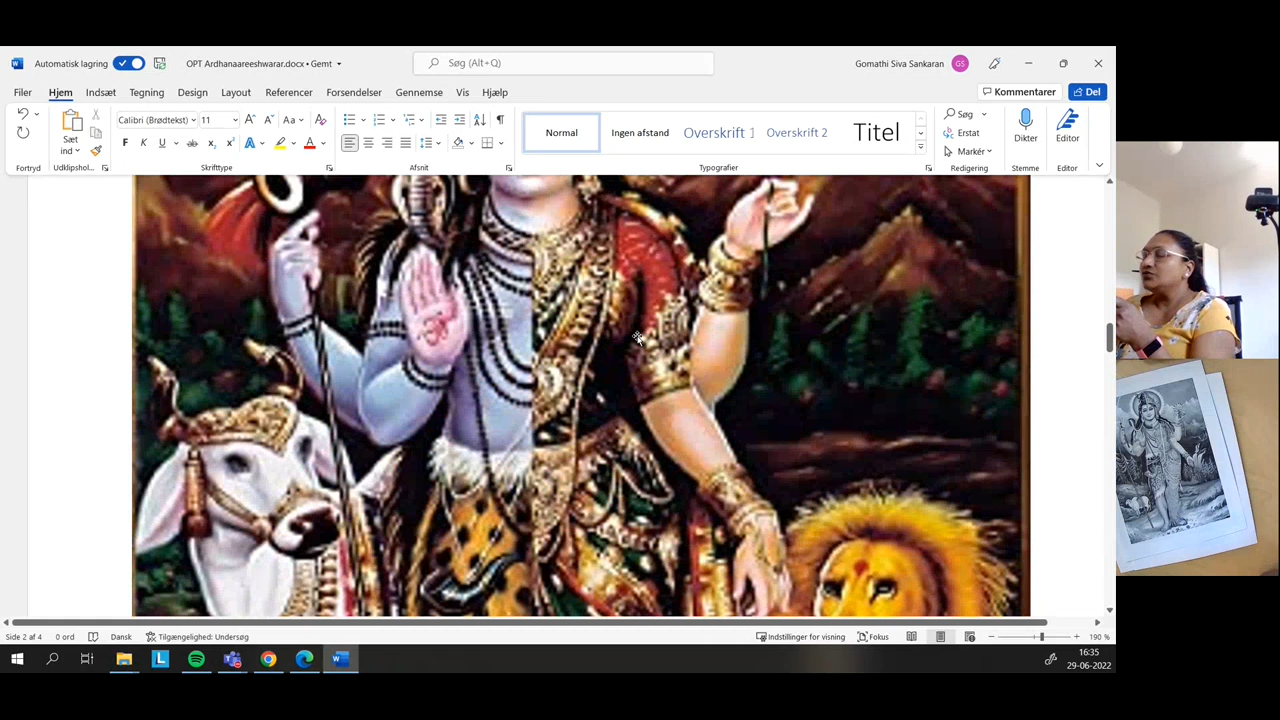 Automatisk lagring
OPT Ardhanaareeshwarar.docx • Gemt
Søg (Alt+Q)
Gomathi Siva Sankaran GS
Filer Hjem Indsæt Tegning Design Layout Referencer Forsendelser Gennemse Vis Hjælp
Kommentarer Del
Calibri (Brødtekst) 11
Sæt ind
F K U
Normal Ingen afstand Overskrift 1 Overskrift 2 Titel
Søg
Erstat
Markér
Dikter
Editor
Fortryd Udklipshol... Skrifttype Afsnit Typografier Redigering Stemme Editor
Side 2 af 4 0 ord Dansk Tilgængelighed: Undersøg Indstillinger for visning Fokus 190 %
16:35
29-06-2022